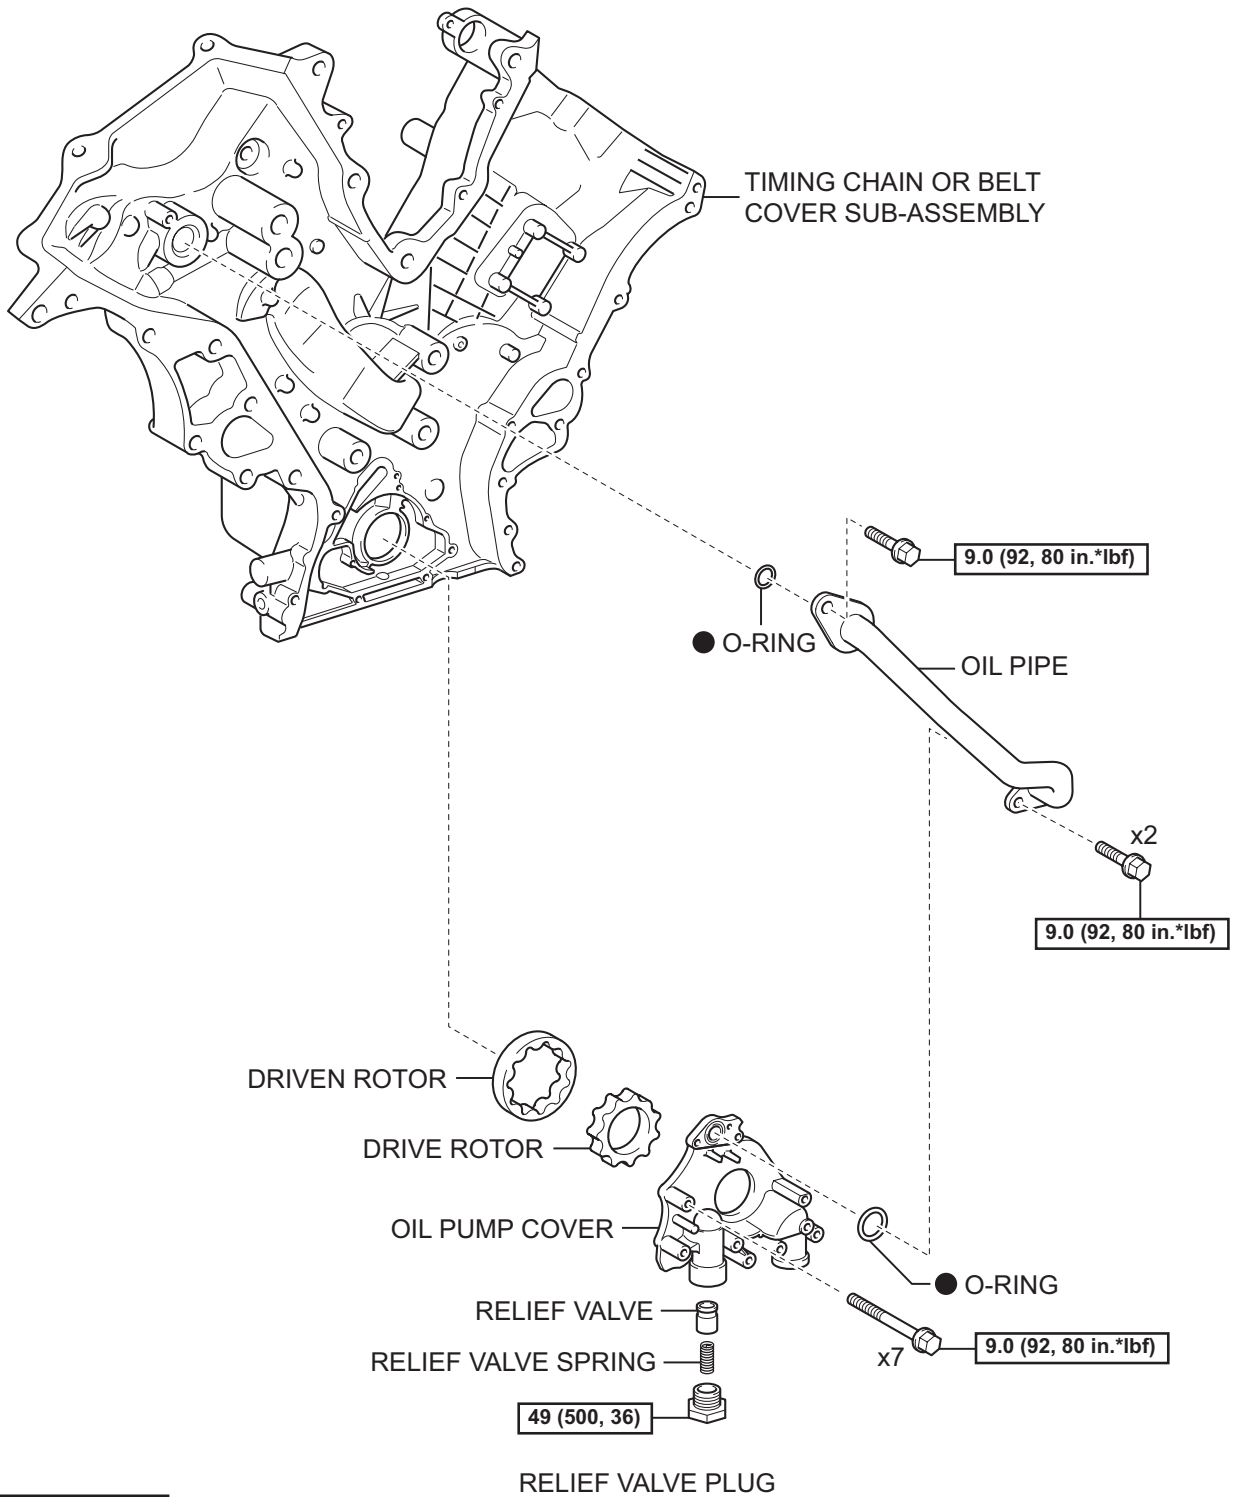 TIMING CHAIN OR BELT
COVER SUB-ASSEMBLY
9.0 (92, 80 in.*lbf)
● O-RING
OIL PIPE
x2
9.0 (92, 80 in.*lbf)
DRIVEN ROTOR
DRIVE ROTOR
OIL PUMP COVER
● O-RING
RELIEF VALVE
x7
9.0 (92, 80 in.*lbf)
RELIEF VALVE SPRING
49 (500, 36)
RELIEF VALVE PLUG